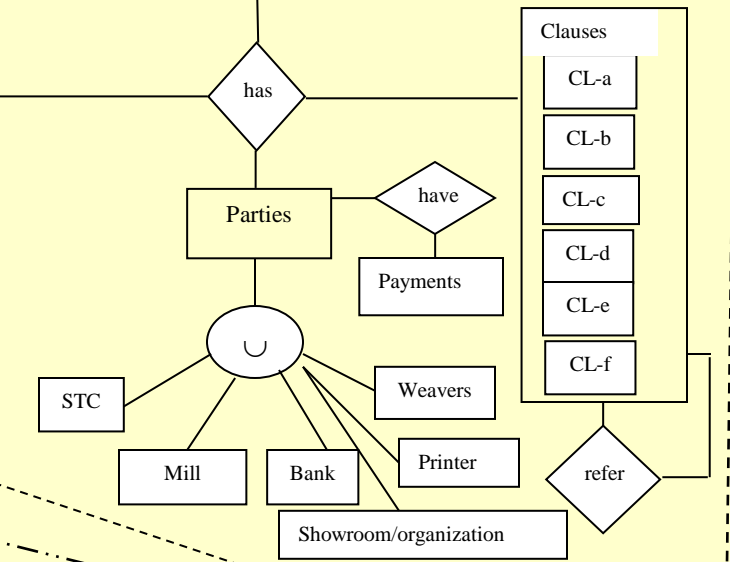 Clauses
has
CL-a
CL-b
have
CL-c
Parties
CL-d
Payments
CL-e
∪
CL-f
Weavers
STC
Printer
Mill
Bank
refer
Showroom/organization